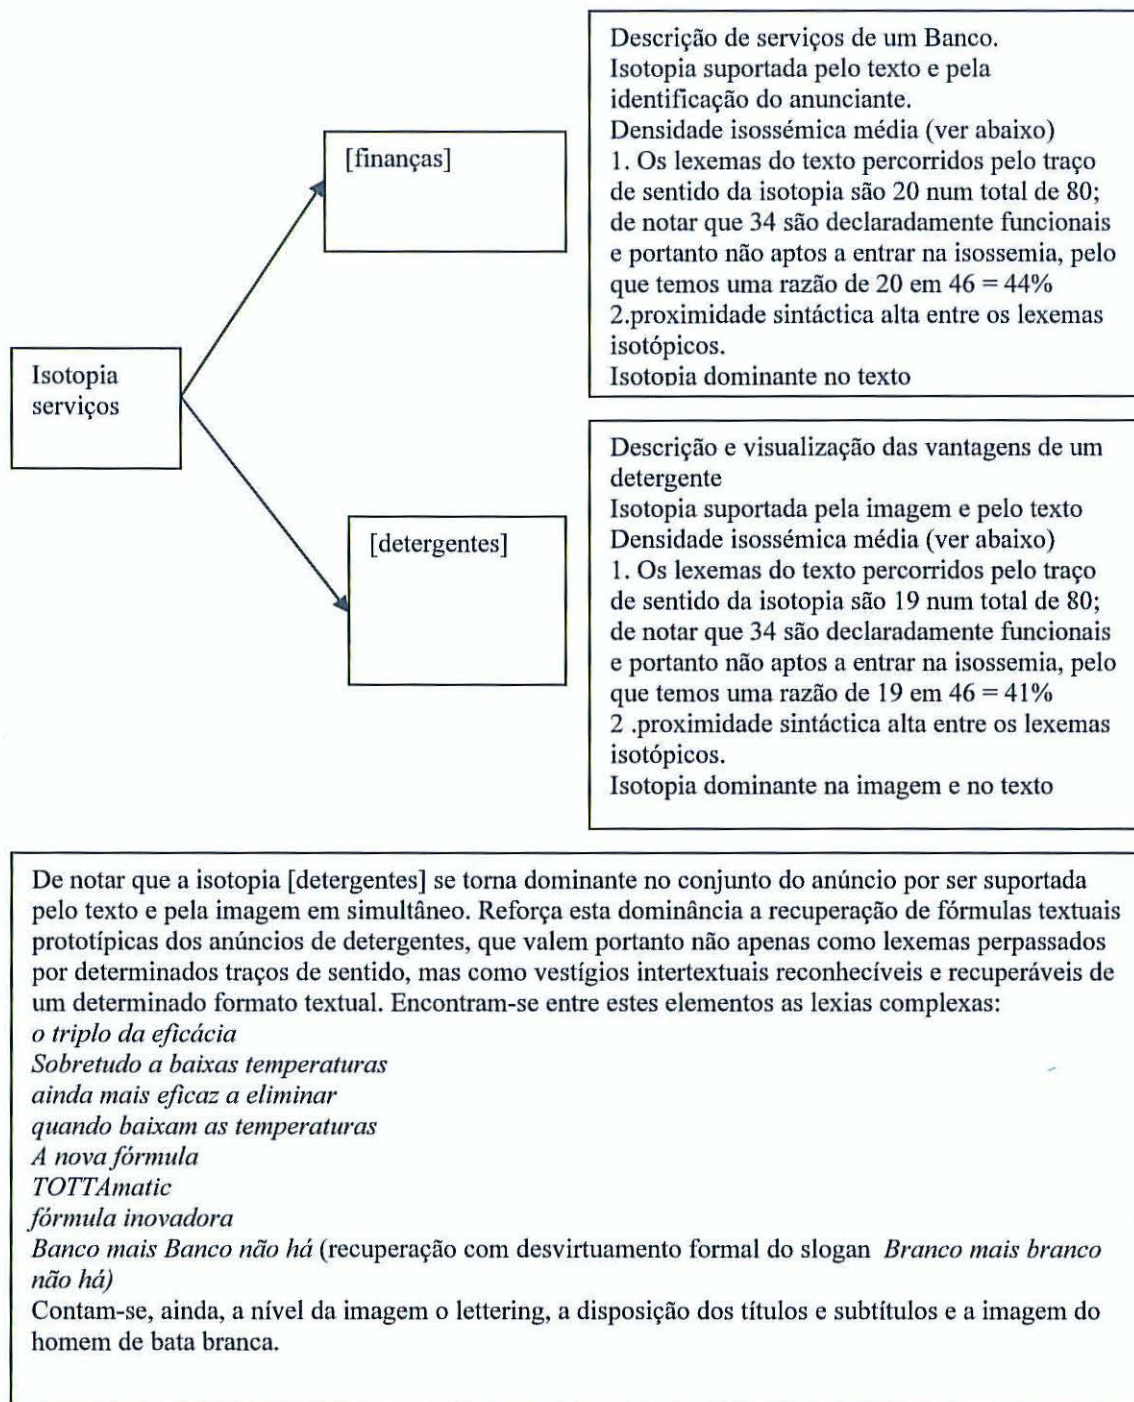 Isotopia
serviços
[finanças]
[detergentes]
Descrição de serviços de um Banco.
Isotopia suportada pelo texto e pela
identificação do anunciante.
Densidade isossémica média (ver abaixo)
1. Os lexemas do texto percorridos pelo traço
de sentido da isotopia são 20 num total de 80;
de notar que 34 são declaradamente funcionais
e portanto não aptos a entrar na isossemia, pelo
que temos uma razão de 20 em 46 = 44%
2.proximidade sintáctica alta entre os lexemas
isotópicos.
Isotopia dominante no texto
Descrição e visualização das vantagens de um
detergente
Isotopia suportada pela imagem e pelo texto
Densidade isossémica média (ver abaixo)
1. Os lexemas do texto percorridos pelo traço
de sentido da isotopia são 19 num total de 80;
de notar que 34 são declaradamente funcionais
e portanto não aptos a entrar na isossemia, pelo
que temos uma razão de 19 em 46 = 41%
2 .proximidade sintáctica alta entre os lexemas
isotópicos.
Isotopia dominante na imagem e no texto
De notar que a isotopia [detergentes] se torna dominante no conjunto do anúncio por ser suportada
pelo texto e pela imagem em simultâneo. Reforça esta dominância a recuperação de fórmulas textuais
prototípicas dos anúncios de detergentes, que valem portanto não apenas como lexemas perpassados
por determinados traços de sentido, mas como vestígios intertextuais reconhecíveis e recuperáveis de
um determinado formato textual. Encontram-se entre estes elementos as lexias complexas:
o triplo da eficácia
Sobretudo a baixas temperaturas
ainda mais eficaz a eliminar
quando baixam as temperaturas
A nova fórmula
TOTTAmatic
fórmula inovadora
Banco mais Banco não há (recuperação com desvirtuamento formal do slogan Branco mais branco
não há)
Contam-se, ainda, a nível da imagem o lettering, a disposição dos títulos e subtítulos e a imagem do
homem de bata branca.